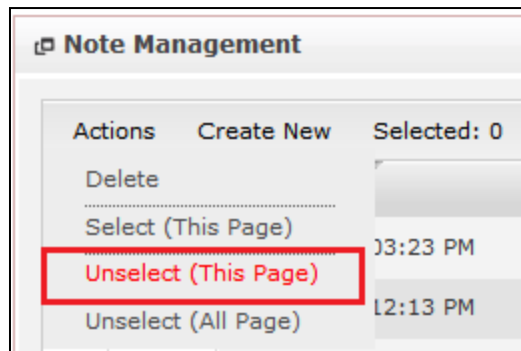 Note Management
Actions Create New Selected: 0
Delete
Select (This Page)
03:23 PM
Unselect (This Page)
12:13 PM
Unselect (All Page)